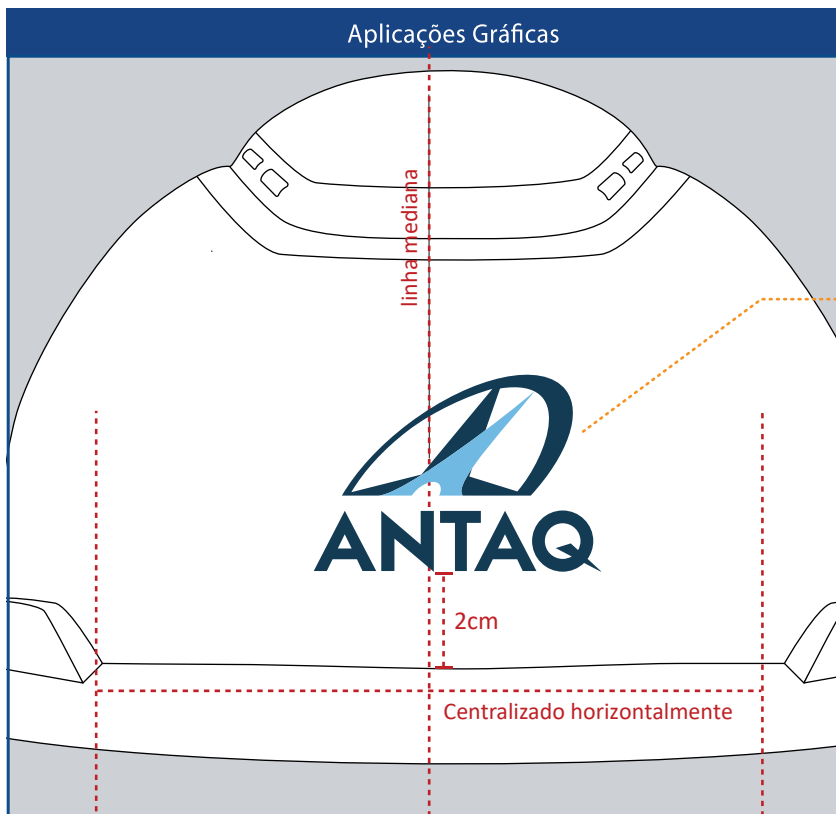 Aplicações Gráficas
linha mediana
ANTAQ
2cm
Centralizado horizontalmente